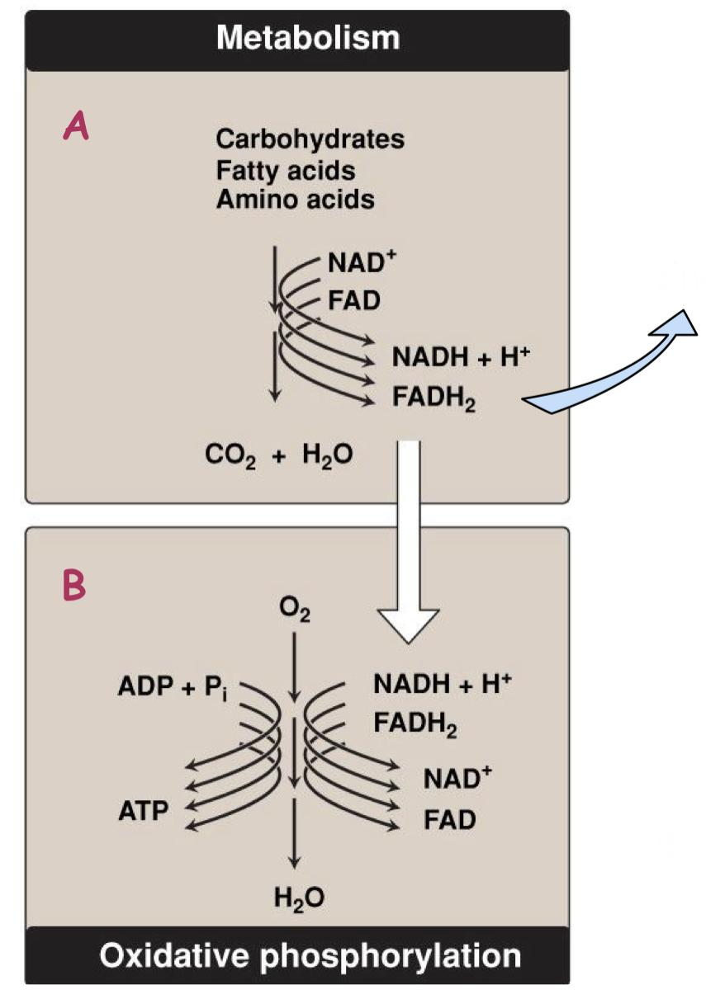 Metabolism
A
Carbohydrates
Fatty acids
Amino acids
NAD⁺
FAD
NADH + H⁺
FADH₂
CO₂ + H₂O
B
O₂
ADP + Pᵢ
NADH + H⁺
FADH₂
NAD⁺
ATP
FAD
H₂O
Oxidative phosphorylation